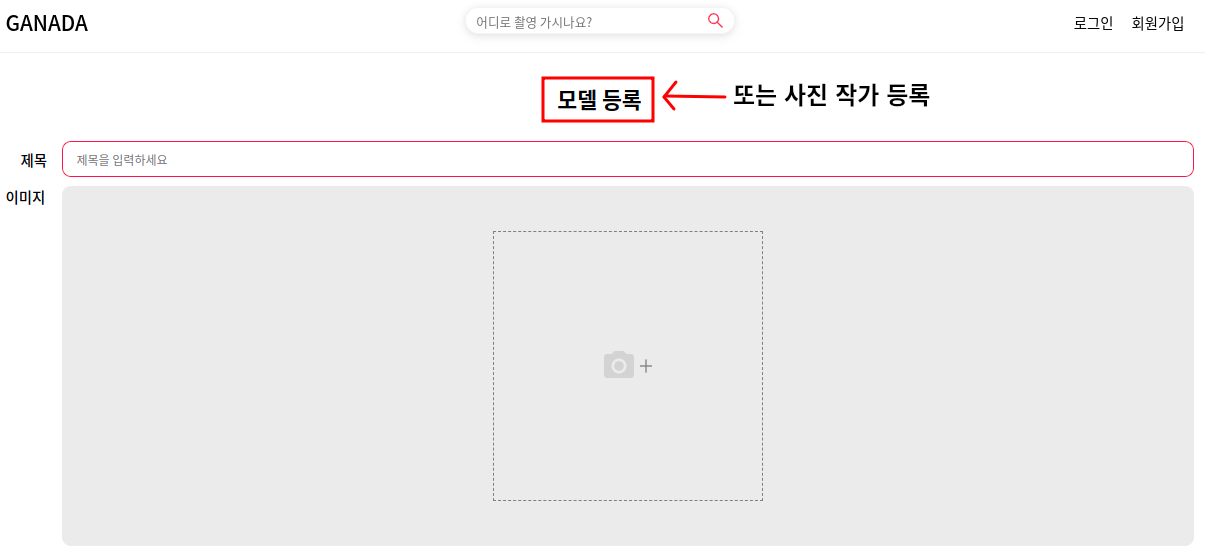 GANADA
어디로 촬영 가시나요?
로그인
회원가입
모델 등록
또는 사진 작가 등록
제목
제목을 입력하세요
이미지
+